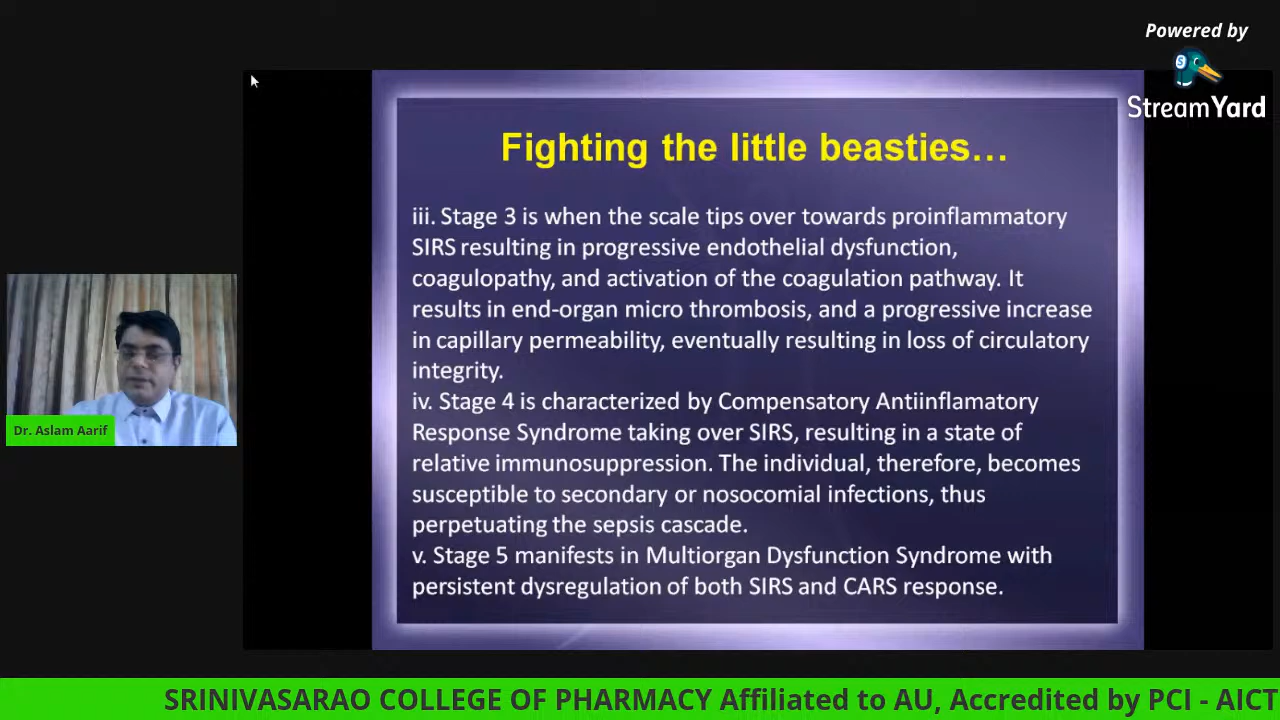 Powered by
StreamYard
Fighting the little beasties…
iii. Stage 3 is when the scale tips over towards proinflammatory
SIRS resulting in progressive endothelial dysfunction,
coagulopathy, and activation of the coagulation pathway. It
results in end-organ micro thrombosis, and a progressive increase
in capillary permeability, eventually resulting in loss of circulatory
integrity.
iv. Stage 4 is characterized by Compensatory Antiinflamatory
Response Syndrome taking over SIRS, resulting in a state of
relative immunosuppression. The individual, therefore, becomes
susceptible to secondary or nosocomial infections, thus
perpetuating the sepsis cascade.
v. Stage 5 manifests in Multiorgan Dysfunction Syndrome with
persistent dysregulation of both SIRS and CARS response.
Dr. Aslam Aarif
SRINIVASARAO COLLEGE OF PHARMACY Affiliated to AU, Accredited by PCI - AICT